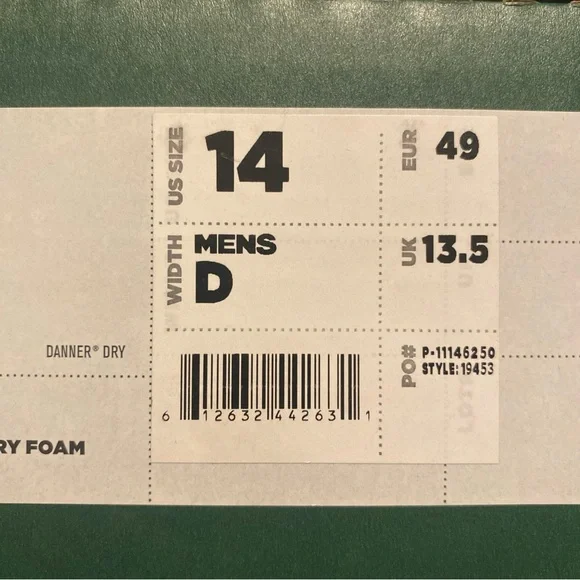 US SIZE 14
EUR 49
WIDTH MENS
D
UK 13.5
DANNER® DRY
PO# P-11146250
STYLE: 19453
6 12632 44263 1
RY FOAM